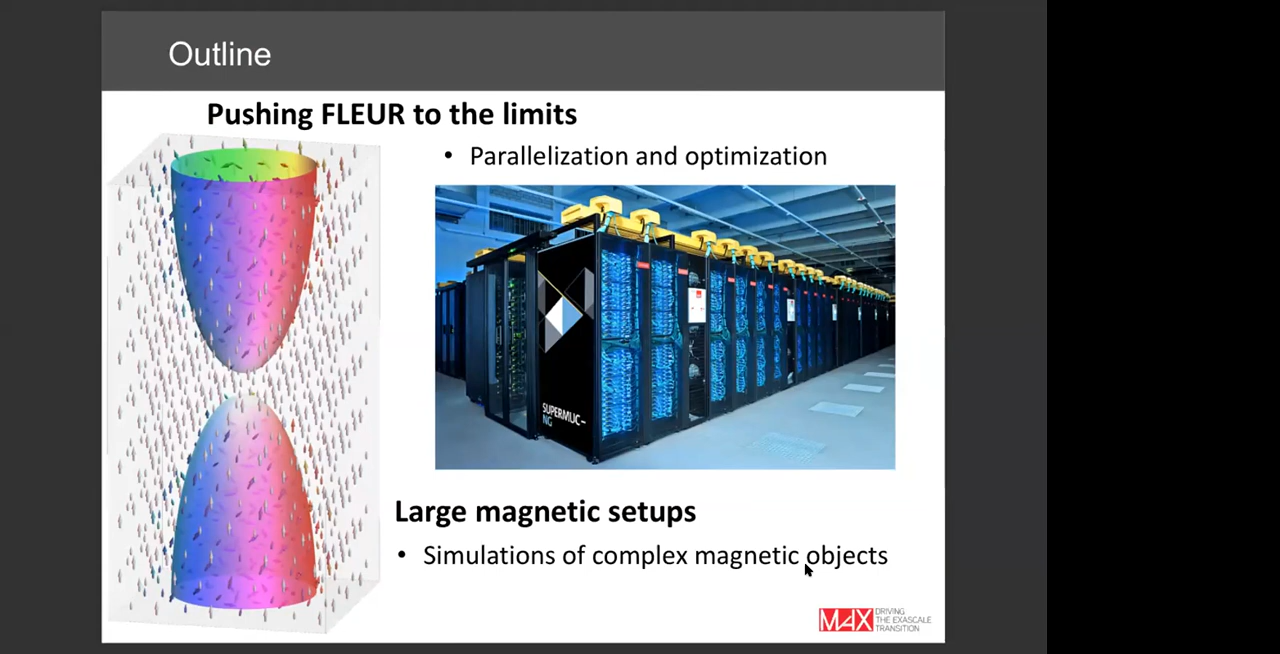 Outline
Pushing FLEUR to the limits
• Parallelization and optimization
SUPERMUC-
NG
Large magnetic setups
• Simulations of complex magnetic objects
MAX
DRIVING
THE EXASCALE
TRANSITION